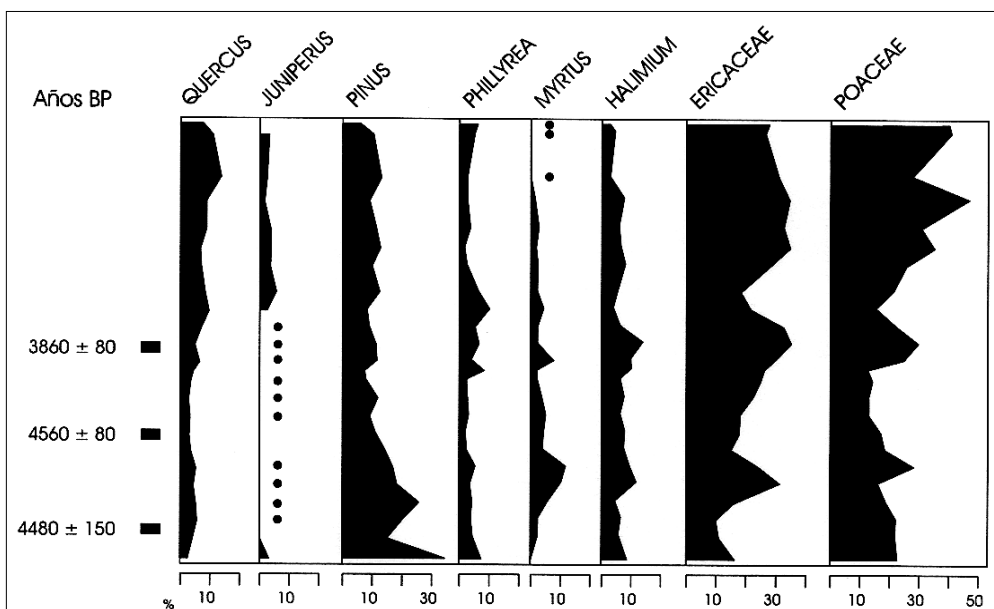 QUERCUS
JUNIPERUS
PINUS
PHILLYREA
MYRTUS
HALIMIUM
ERICACEAE
POACEAE
Años BP
3860 ± 80
4560 ± 80
4480 ± 150
% 10 10 10 30 10 10 10 10 30 10 30 50